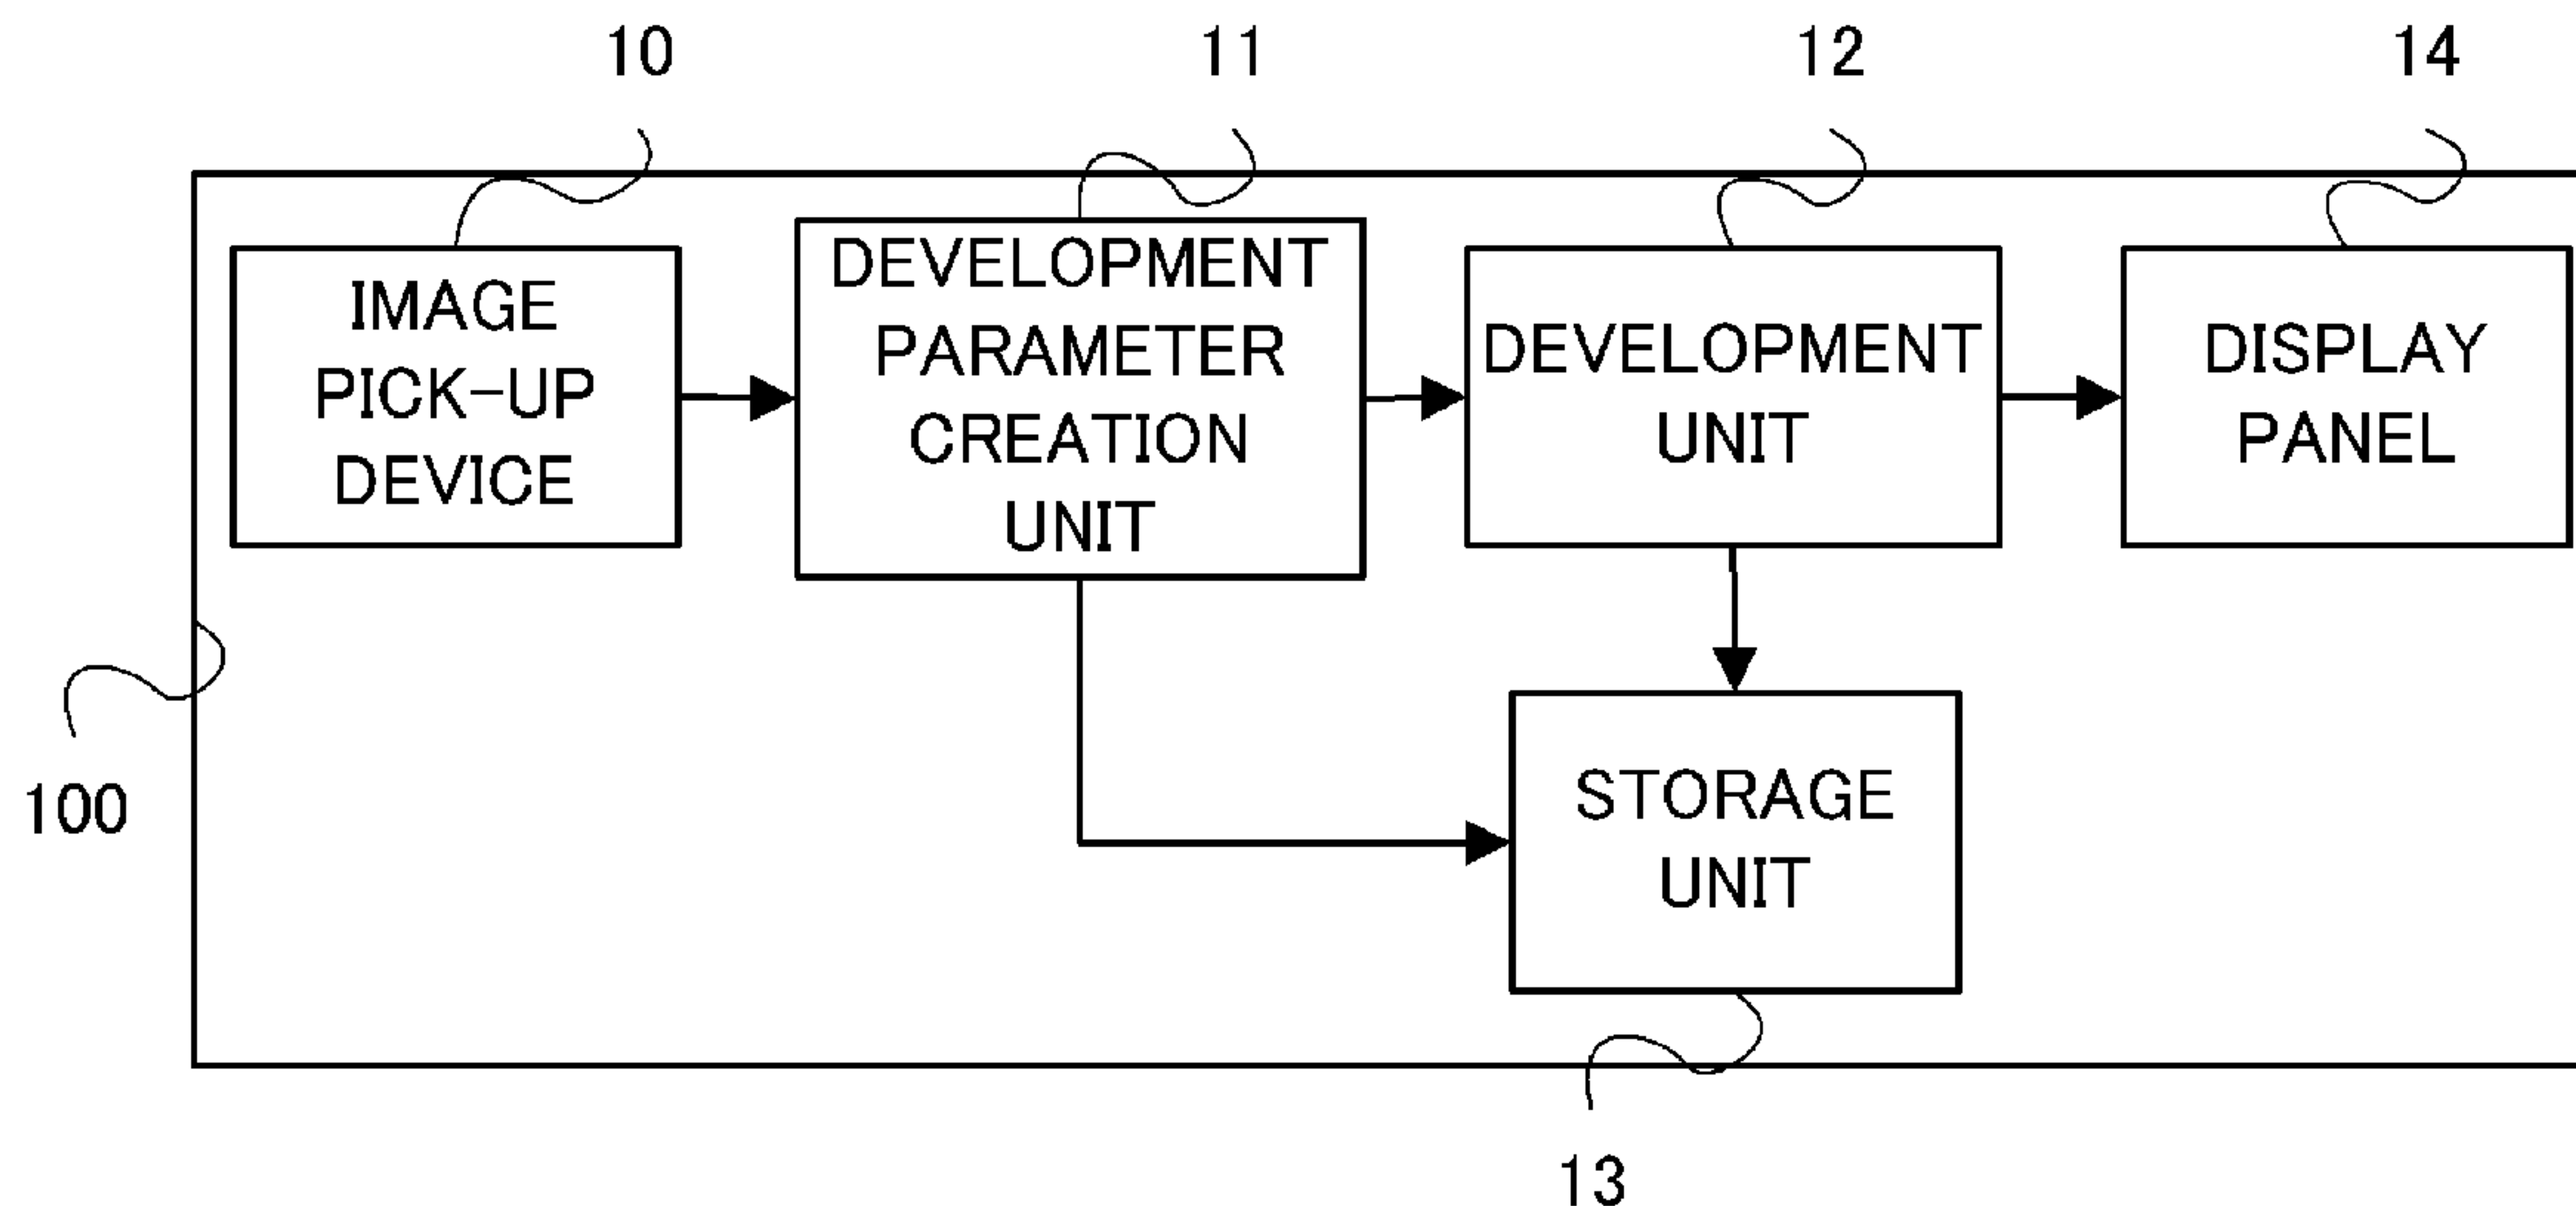 10
11
12
14
IMAGE
PICK-UP
DEVICE
DEVELOPMENT
PARAMETER
CREATION
UNIT
DEVELOPMENT
UNIT
DISPLAY
PANEL
100
STORAGE
UNIT
13